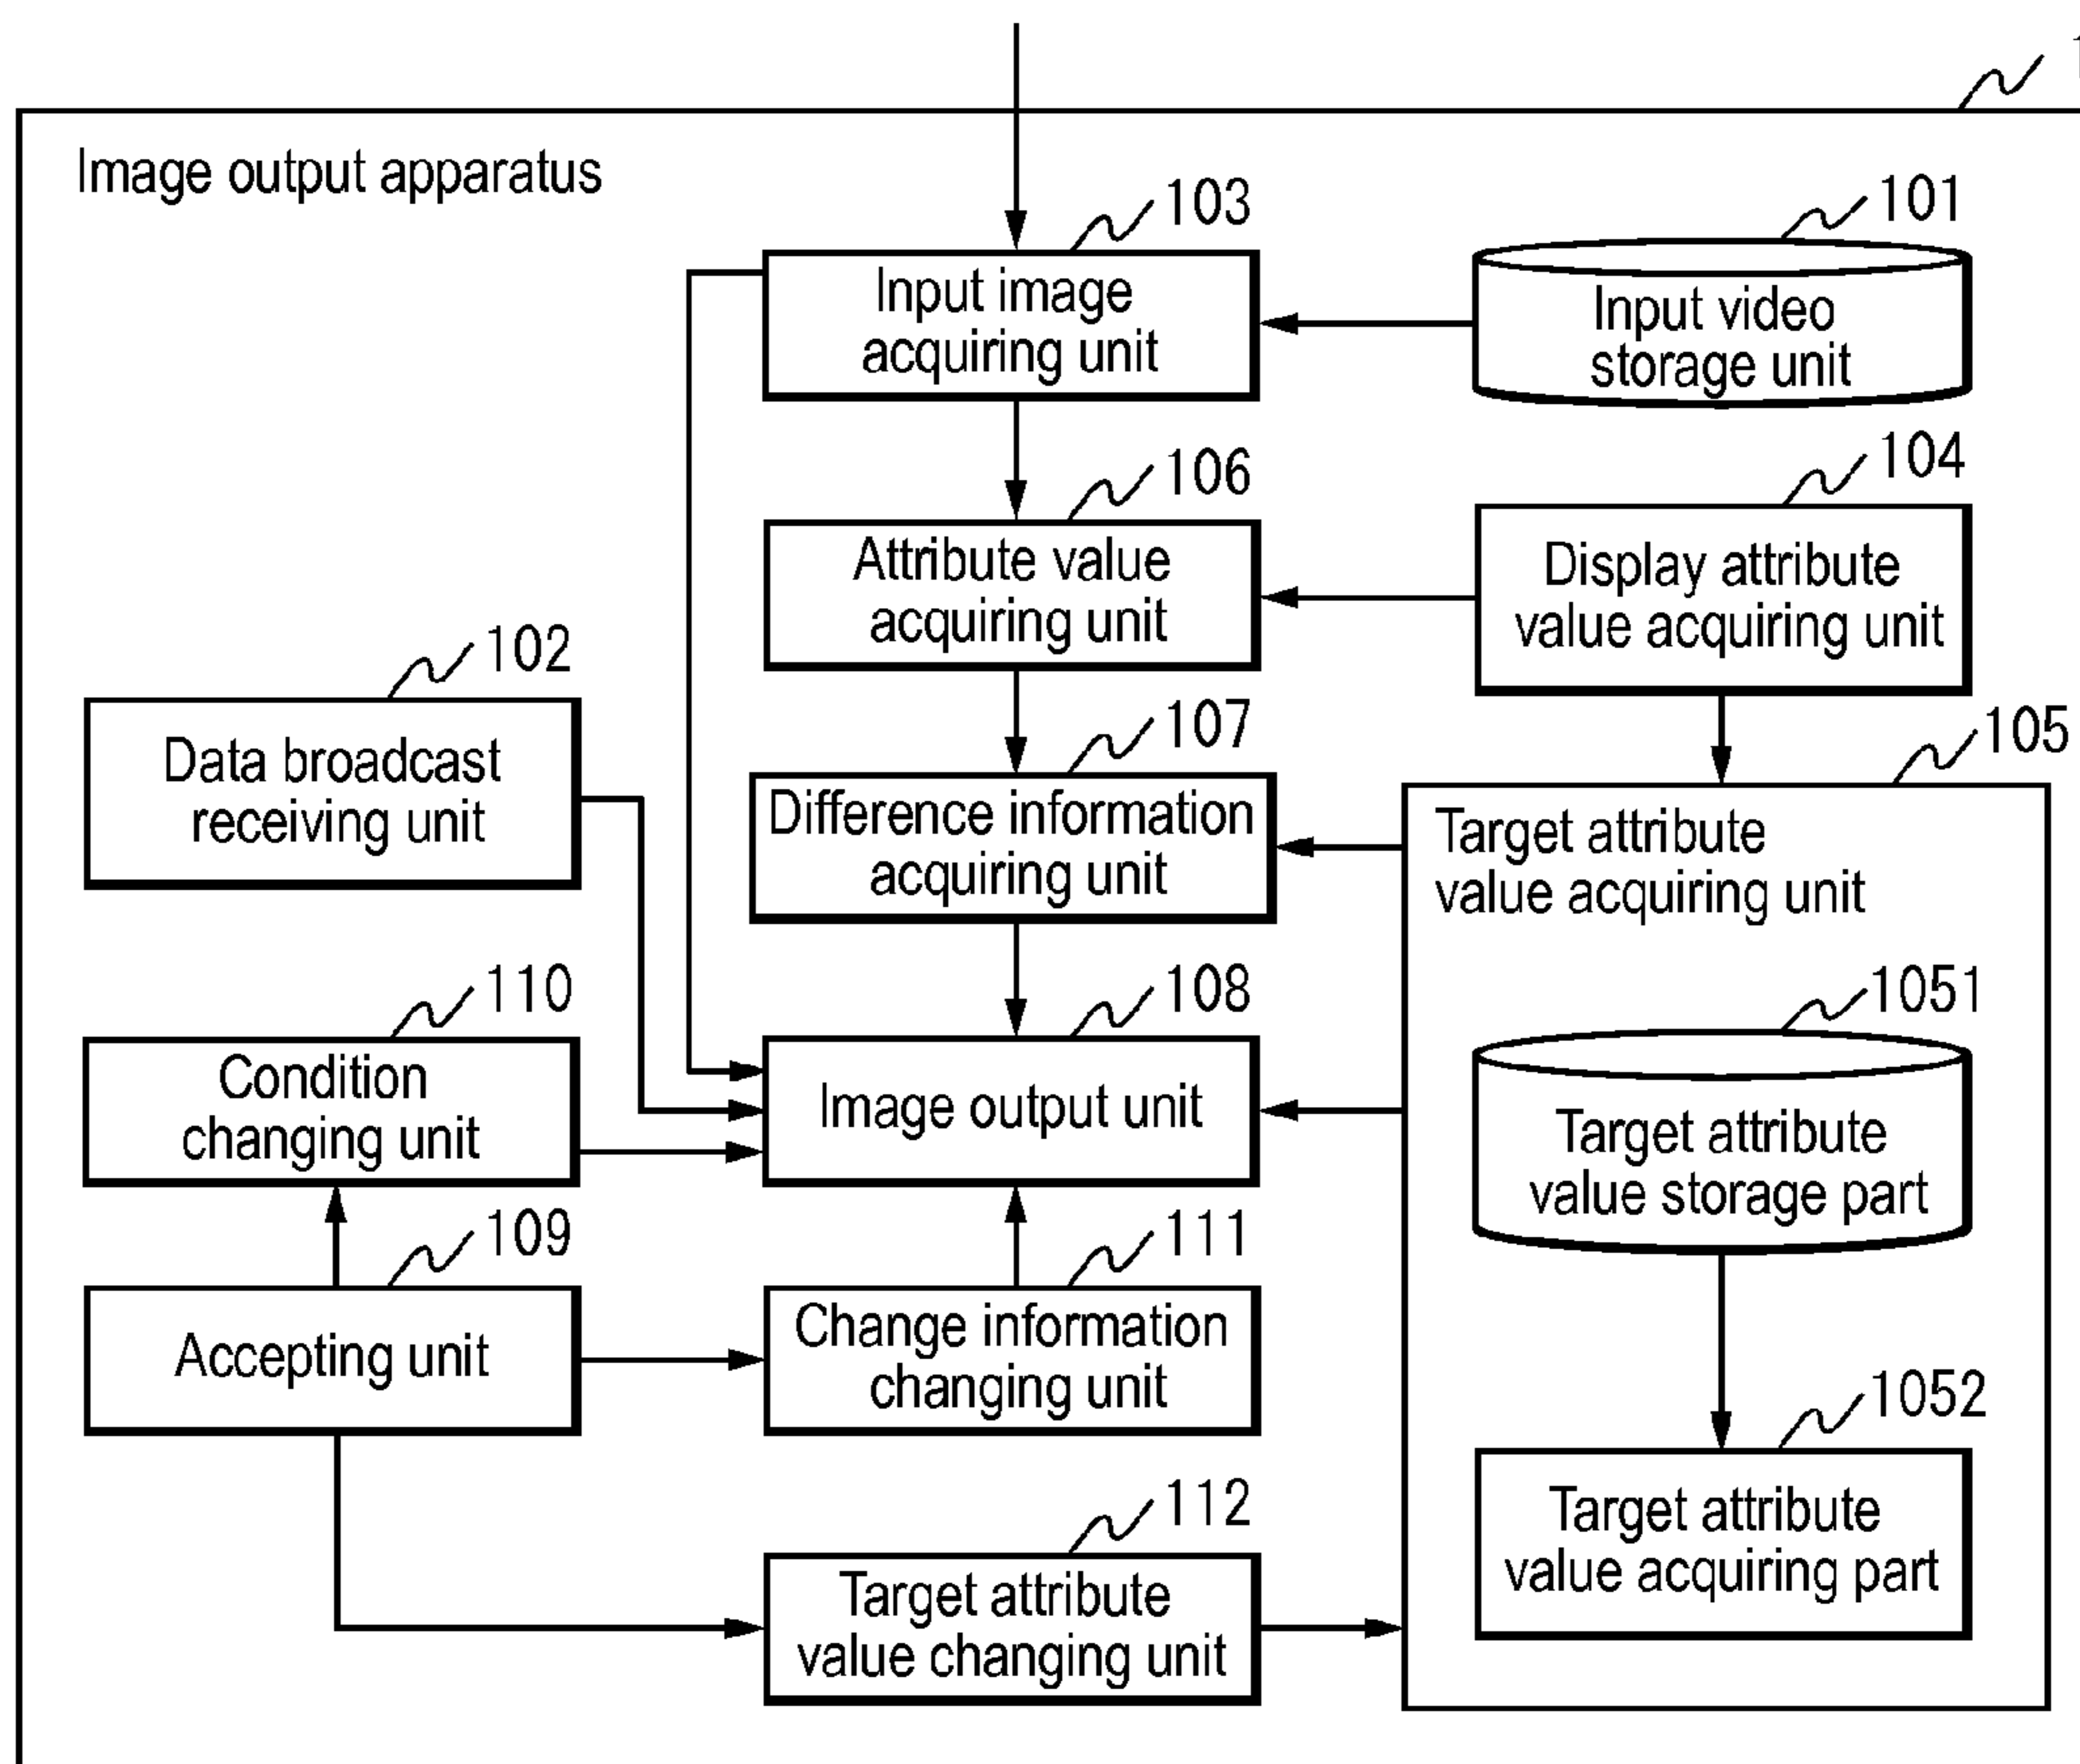 1
Image output apparatus
103
Input image
acquiring unit
101
Input video
storage unit
106
Attribute value
acquiring unit
104
Display attribute
value acquiring unit
102
Data broadcast
receiving unit
107
Difference information
acquiring unit
105
Target attribute
value acquiring unit
110
Condition
changing unit
108
Image output unit
1051
Target attribute
value storage part
109
Accepting unit
111
Change information
changing unit
1052
Target attribute
value acquiring part
112
Target attribute
value changing unit